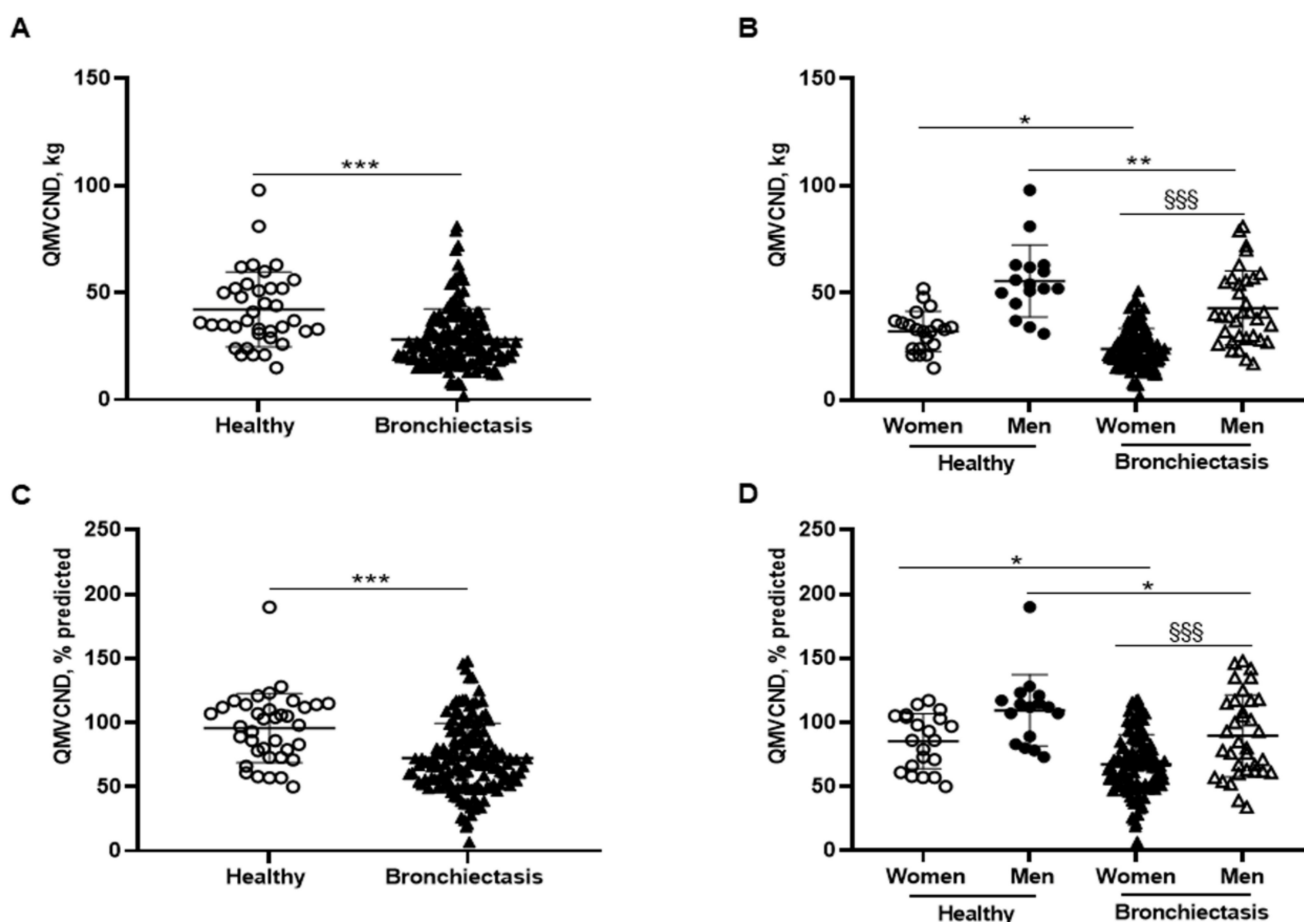 A
QMVCND, kg
150
100
50
0
***
Healthy Bronchiectasis
B
QMVCND, kg
150
100
50
0
*
**
§§§
Women Men Women Men
Healthy Bronchiectasis
C
QMVCND, % predicted
250
200
150
100
50
0
***
Healthy Bronchiectasis
D
QMVCND, % predicted
250
200
150
100
50
0
*
*
§§§
Women Men Women Men
Healthy Bronchiectasis